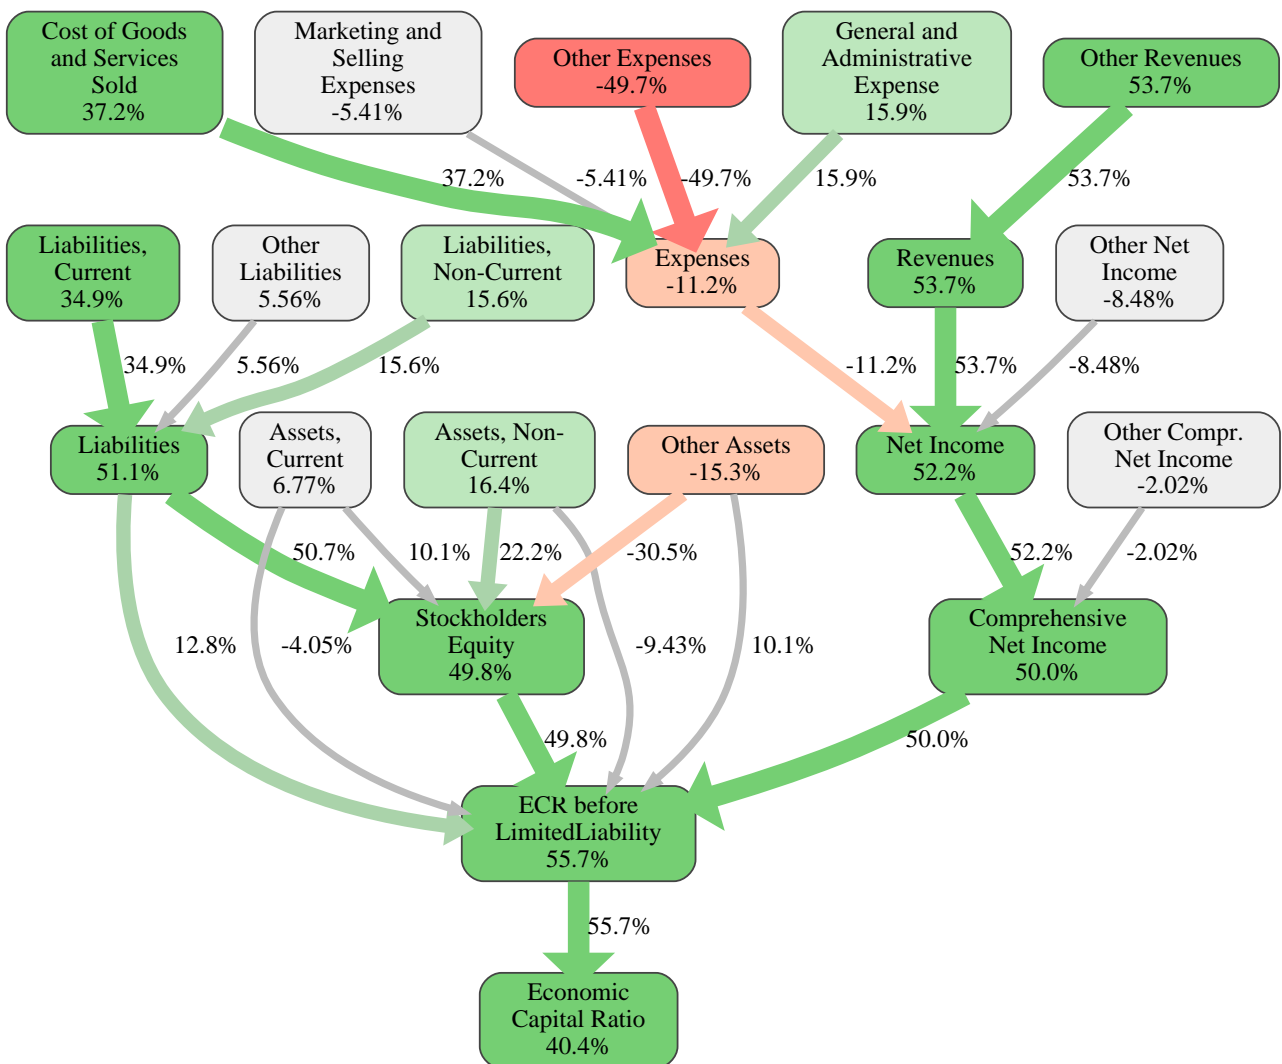 Cost of Goods
and Services
Sold
37.2%
Marketing and
Selling
Expenses
-5.41%
Other Expenses
-49.7%
General and
Administrative
Expense
15.9%
Other Revenues
53.7%
37.2%
-5.41%
-49.7%
15.9%
53.7%
Liabilities,
Current
34.9%
Other
Liabilities
5.56%
Liabilities,
Non-Current
15.6%
Expenses
-11.2%
Revenues
53.7%
Other Net
Income
-8.48%
34.9%
5.56%
15.6%
-11.2%
53.7%
-8.48%
Liabilities
51.1%
Assets,
Current
6.77%
Assets, Non-
Current
16.4%
Other Assets
-15.3%
Net Income
52.2%
Other Compr.
Net Income
-2.02%
50.7%
10.1%
22.2%
-30.5%
52.2%
-2.02%
12.8%
-4.05%
Stockholders
Equity
49.8%
-9.43%
10.1%
Comprehensive
Net Income
50.0%
49.8%
50.0%
ECR before
LimitedLiability
55.7%
55.7%
Economic
Capital Ratio
40.4%